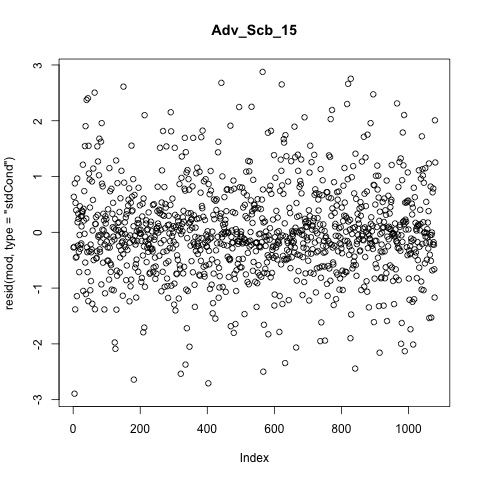 Adv_Scb_15
resid(mod, type = "stdCond")
3
2
1
0
-1
-2
-3
0 200 400 600 800 1000
Index